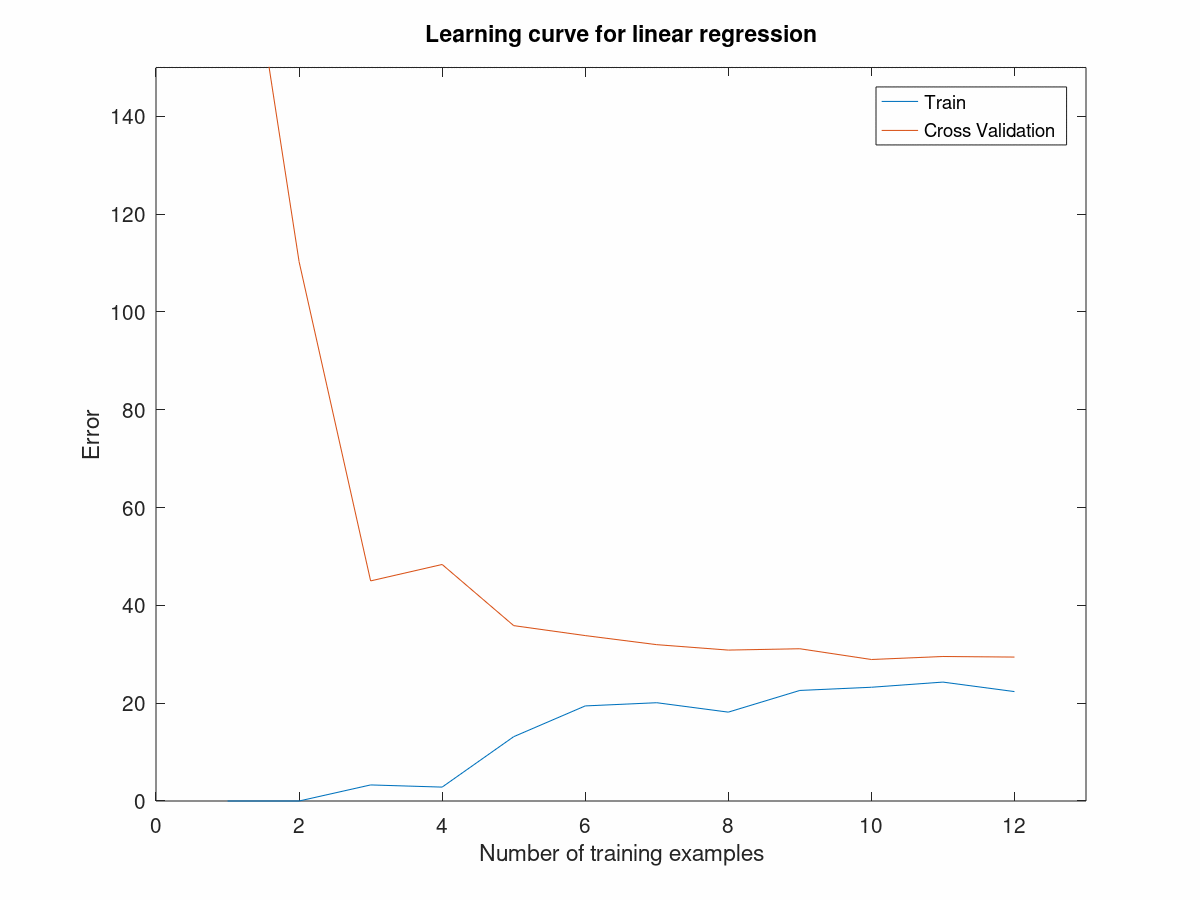 Learning curve for linear regression
Train
Cross Validation
140
120
100
80
60
40
20
0
Error
0 2 4 6 8 10 12
Number of training examples